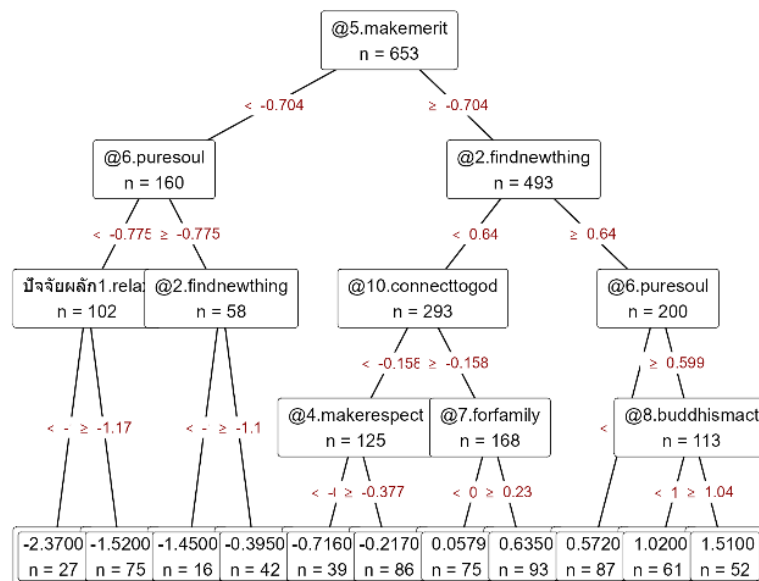 @5.makemerit
n = 653
< -0.704
≥ -0.704
@6.puresoul
n = 160
@2.findnewthing
n = 493
< -0.775
≥ -0.775
< 0.64
≥ 0.64
ปัจจัยผลัก1.relax
n = 102
@2.findnewthing
n = 58
@10.connecttogod
n = 293
@6.puresoul
n = 200
< -0.158
≥ -0.158
≥ 0.599
@4.makerespect
n = 125
@7.forfamily
n = 168
@8.buddhismact
n = 113
< -
≥ -1.17
< -
≥ -1.1
<
< -
≥ -0.377
< 0
≥ 0.23
< 1
≥ 1.04
-2.3700
n = 27
-1.5200
n = 75
-1.4500
n = 16
-0.3950
n = 42
-0.7160
n = 39
-0.2170
n = 86
0.0579
n = 75
0.6350
n = 93
0.5720
n = 87
1.0200
n = 61
1.5100
n = 52